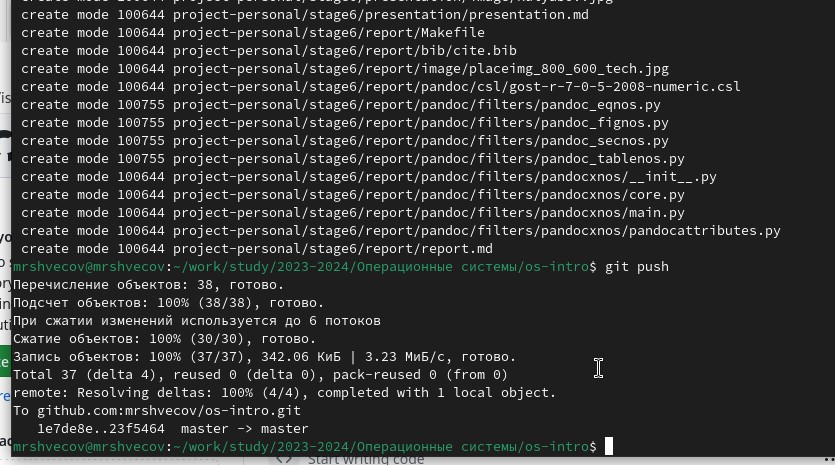 create mode 100644 project-personal/stage6/presentation/presentation.md
create mode 100644 project-personal/stage6/report/Makefile
create mode 100644 project-personal/stage6/report/bib/cite.bib
create mode 100644 project-personal/stage6/report/image/placeimg_800_600_tech.jpg
create mode 100644 project-personal/stage6/report/pandoc/csl/gost-r-7-0-5-2008-numeric.csl
create mode 100755 project-personal/stage6/report/pandoc/filters/pandoc_eqnos.py
create mode 100755 project-personal/stage6/report/pandoc/filters/pandoc_fignos.py
create mode 100755 project-personal/stage6/report/pandoc/filters/pandoc_secnos.py
create mode 100755 project-personal/stage6/report/pandoc/filters/pandoc_tablenos.py
create mode 100644 project-personal/stage6/report/pandoc/filters/pandocxnos/__init__.py
create mode 100644 project-personal/stage6/report/pandoc/filters/pandocxnos/core.py
create mode 100644 project-personal/stage6/report/pandoc/filters/pandocxnos/main.py
create mode 100644 project-personal/stage6/report/pandoc/filters/pandocxnos/pandocattributes.py
create mode 100644 project-personal/stage6/report/report.md
mrshvecov@mrshvecov:~/work/study/2023-2024/Операционные системы/os-intro$ git push
Перечисление объектов: 38, готово.
Подсчет объектов: 100% (38/38), готово.
При сжатии изменений используется до 6 потоков
Сжатие объектов: 100% (30/30), готово.
Запись объектов: 100% (37/37), 342.06 КиБ | 3.23 МиБ/с, готово.
Total 37 (delta 4), reused 0 (delta 0), pack-reused 0 (from 0)
remote: Resolving deltas: 100% (4/4), completed with 1 local object.
To github.com:mrshvecov/os-intro.git
1e7de8e..23f5464  master -> master
mrshvecov@mrshvecov:~/work/study/2023-2024/Операционные системы/os-intro$
Start writing code